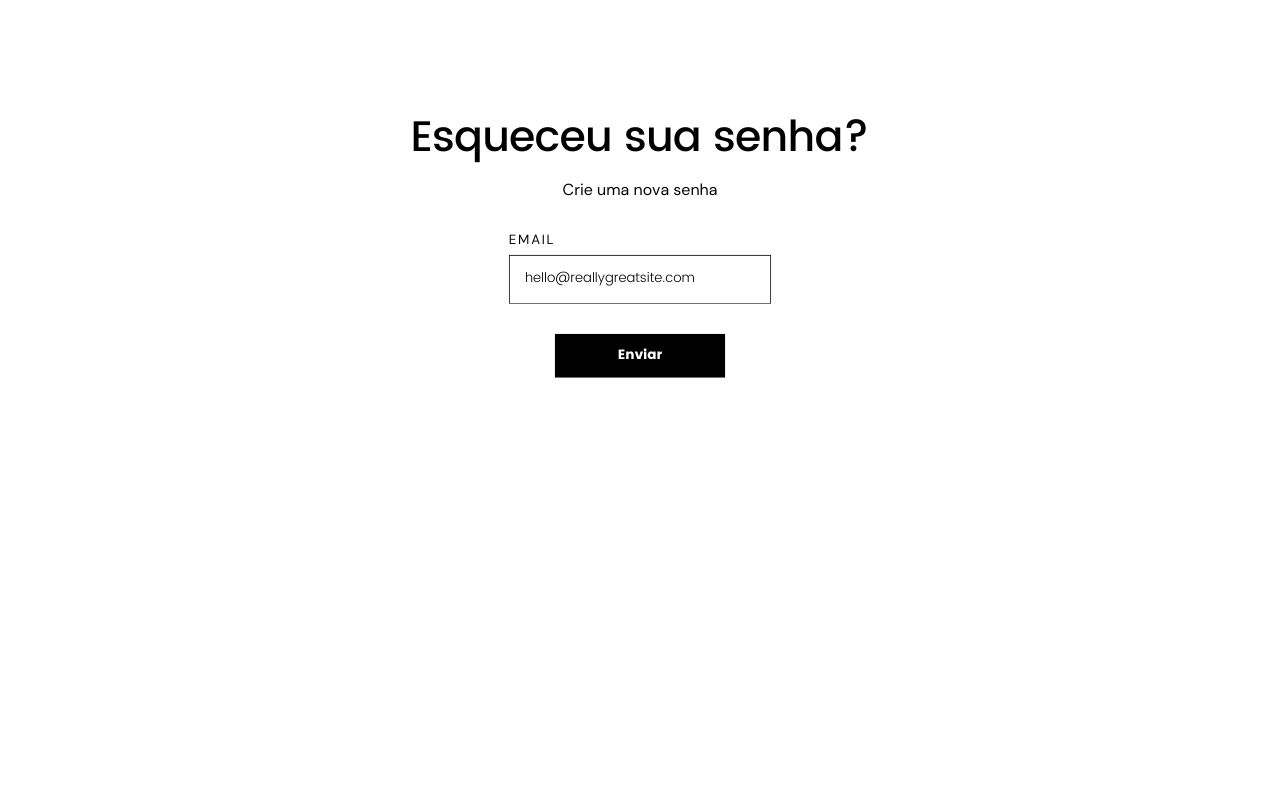 Esqueceu sua senha?
Crie uma nova senha
EMAIL
hello@reallygreatsite.com
Enviar